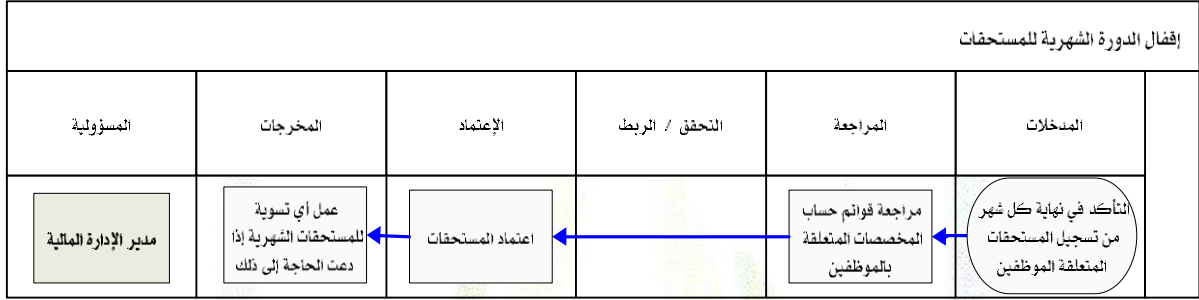 إقفال الدورة الشهرية للمستحقات
المدخلات
المراجعة
التحقق / الربط
الإعتماد
المخرجات
المسؤولية
التأكد في نهاية كل شهر
من تسجيل المستحقات
المتعلقة الموظفين
مراجعة قوائم حساب
المخصصات المتعلقة
بالموظفين
اعتماد المستحقات
عمل أي تسوية
للمستحقات الشهرية إذا
دعت الحاجة إلى ذلك
مدير الإدارة المالية